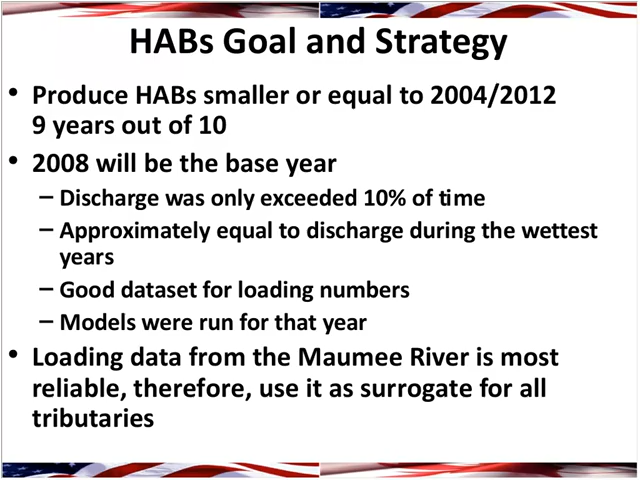 HABs Goal and Strategy
• Produce HABs smaller or equal to 2004/2012
9 years out of 10
• 2008 will be the base year
– Discharge was only exceeded 10% of time
– Approximately equal to discharge during the wettest
years
– Good dataset for loading numbers
– Models were run for that year
• Loading data from the Maumee River is most
reliable, therefore, use it as surrogate for all
tributaries